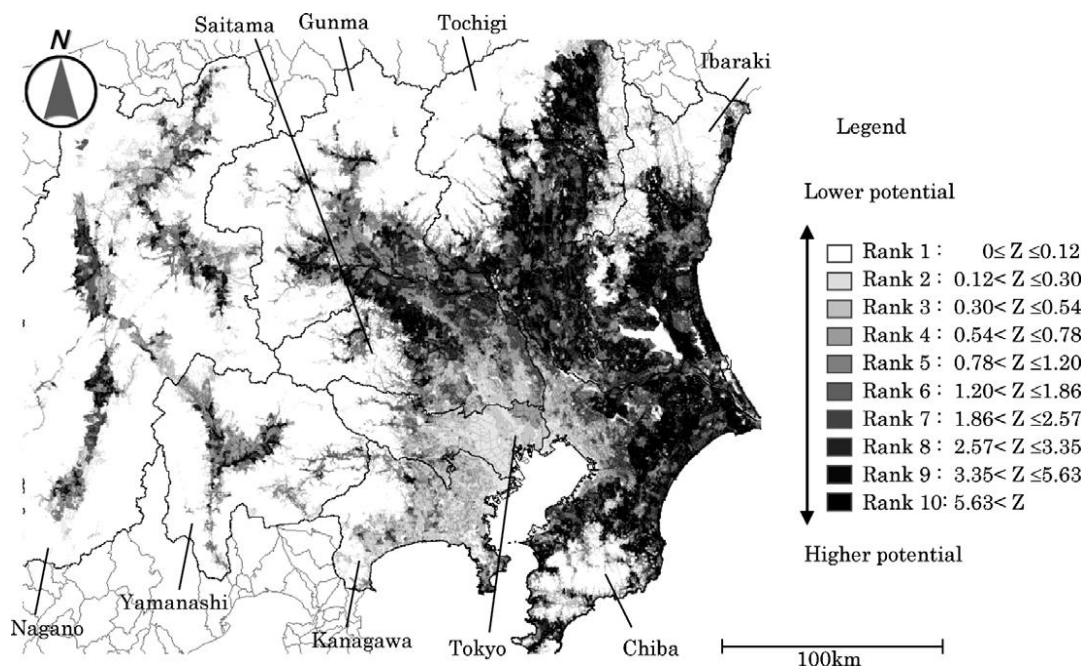 Saitama Gunma Tochigi
Ibaraki
N
Legend
Lower potential
Rank 1 : 0≤ Z ≤0.12
Rank 2 : 0.12< Z ≤0.30
Rank 3 : 0.30< Z ≤0.54
Rank 4 : 0.54< Z ≤0.78
Rank 5 : 0.78< Z ≤1.20
Rank 6 : 1.20< Z ≤1.86
Rank 7 : 1.86< Z ≤2.57
Rank 8 : 2.57< Z ≤3.35
Rank 9 : 3.35< Z ≤5.63
Rank 10: 5.63< Z
Higher potential
Nagano
Yamanashi
Kanagawa
Tokyo
Chiba
100km